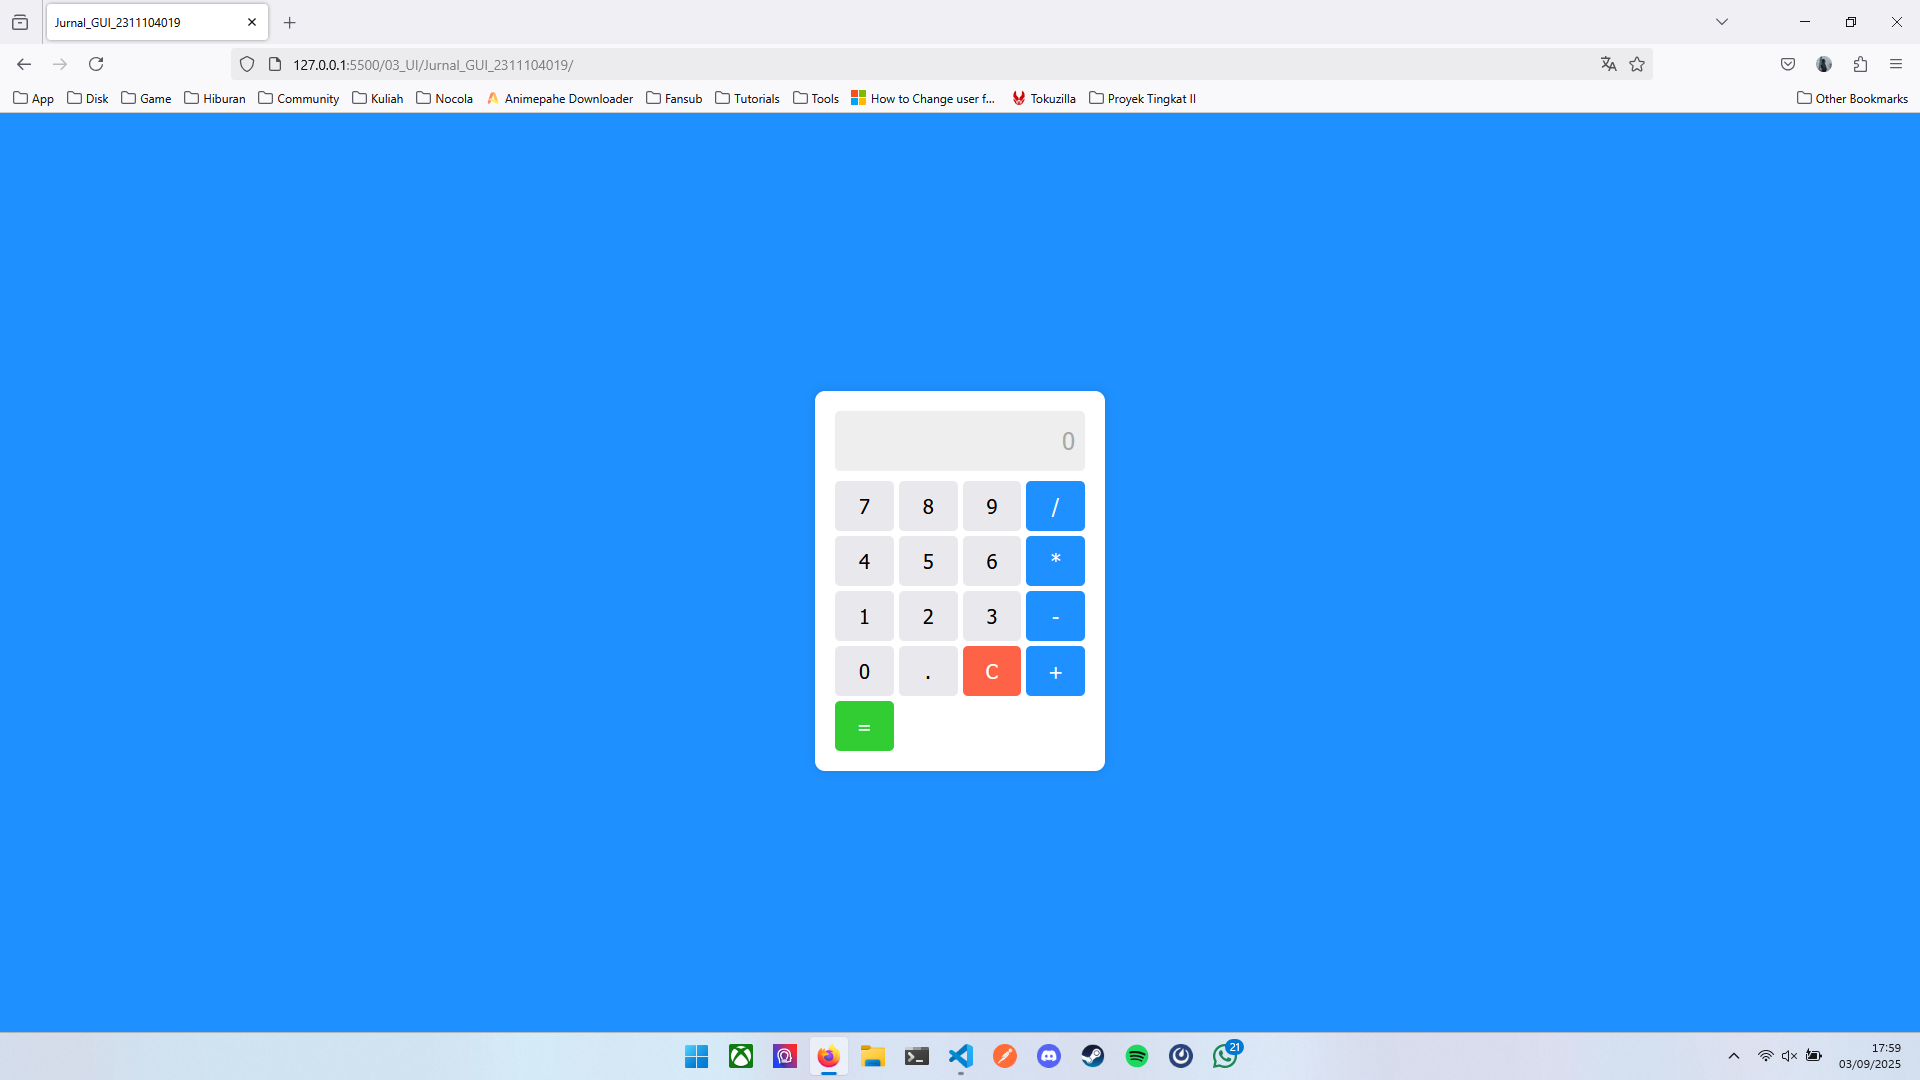 Jurnal_GUI_2311104019
127.0.0.1:5500/03_UI/Jurnal_GUI_2311104019/
App Disk Game Hiburan Community Kuliah Nocola Animepahe Downloader Fansub Tutorials Tools How to Change user f... Tokuzilla Proyek Tingkat II Other Bookmarks
0
7 8 9 /
4 5 6 *
1 2 3 -
0 . C +
=
21
17:59
03/09/2025